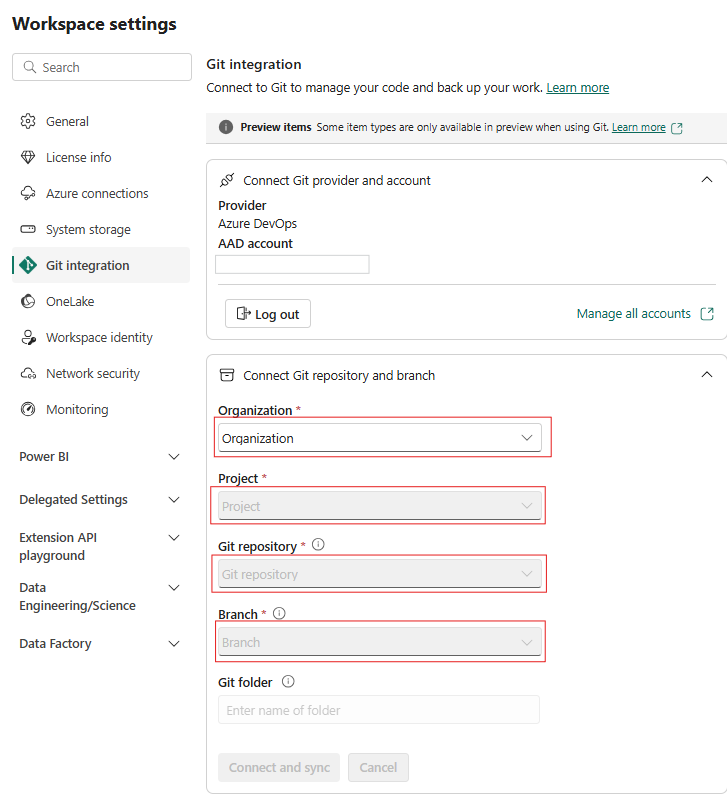 Workspace settings
Search
General
License info
Azure connections
System storage
Git integration
OneLake
Workspace identity
Network security
Monitoring
Power BI
Delegated Settings
Extension API
playground
Data
Engineering/Science
Data Factory
Git integration
Connect to Git to manage your code and back up your work. Learn more
Preview items Some item types are only available in preview when using Git. Learn more
Connect Git provider and account
Provider
Azure DevOps
AAD account
Log out
Manage all accounts
Connect Git repository and branch
Organization *
Organization
Project *
Project
Git repository *
Git repository
Branch *
Branch
Git folder
Enter name of folder
Connect and sync
Cancel